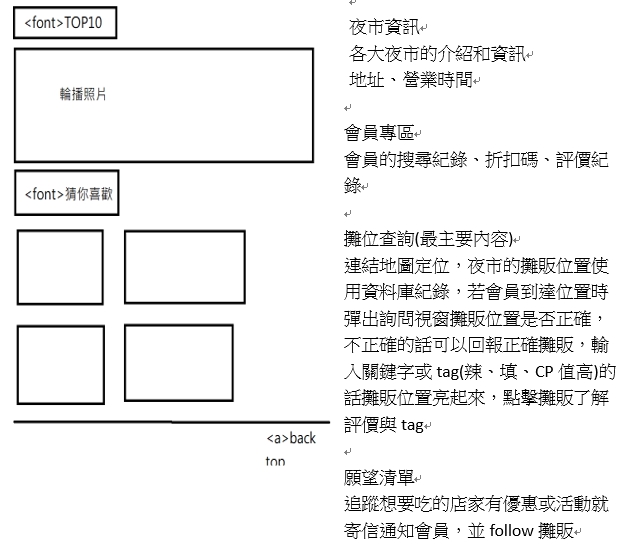 <font>TOP10
輪播照片
<font>猜你喜歡
<a>back
top
夜市資訊
各大夜市的介紹和資訊
地址、營業時間
會員專區
會員的搜尋紀錄、折扣碼、評價紀
錄
攤位查詢(最主要內容)
連結地圖定位，夜市的攤販位置使
用資料庫紀錄，若會員到達位置時
彈出詢問視窗攤販位置是否正確，
不正確的話可以回報正確攤販，輸
入關鍵字或 tag(辣、填、CP 值高)的
話攤販位置亮起來，點擊攤販了解
評價與 tag
願望清單
追蹤想要吃的店家有優惠或活動就
寄信通知會員，並 follow 攤販